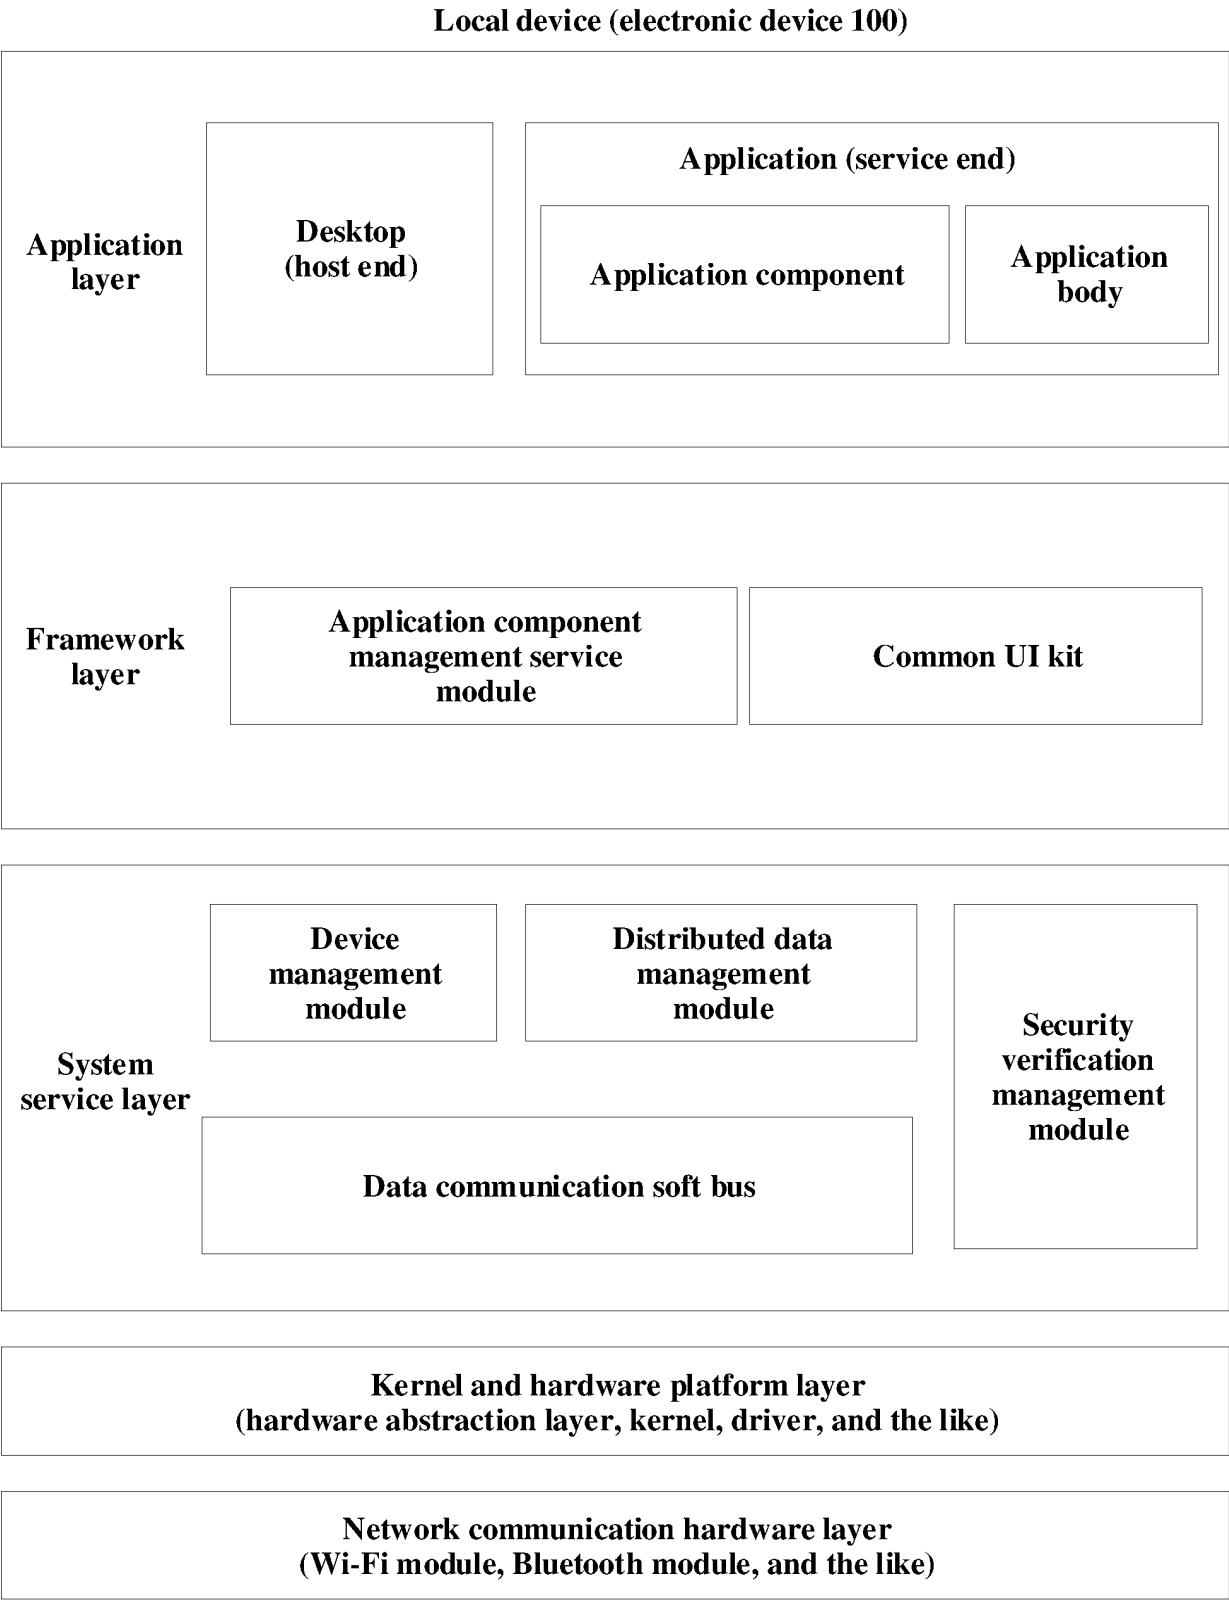 Local device (electronic device 100)
Application
layer
Desktop
(host end)
Application (service end)
Application component
Application
body
Framework
layer
Application component
management service
module
Common UI kit
System
service layer
Device
management
module
Distributed data
management
module
Security
verification
management
module
Data communication soft bus
Kernel and hardware platform layer
(hardware abstraction layer, kernel, driver, and the like)
Network communication hardware layer
(Wi-Fi module, Bluetooth module, and the like)